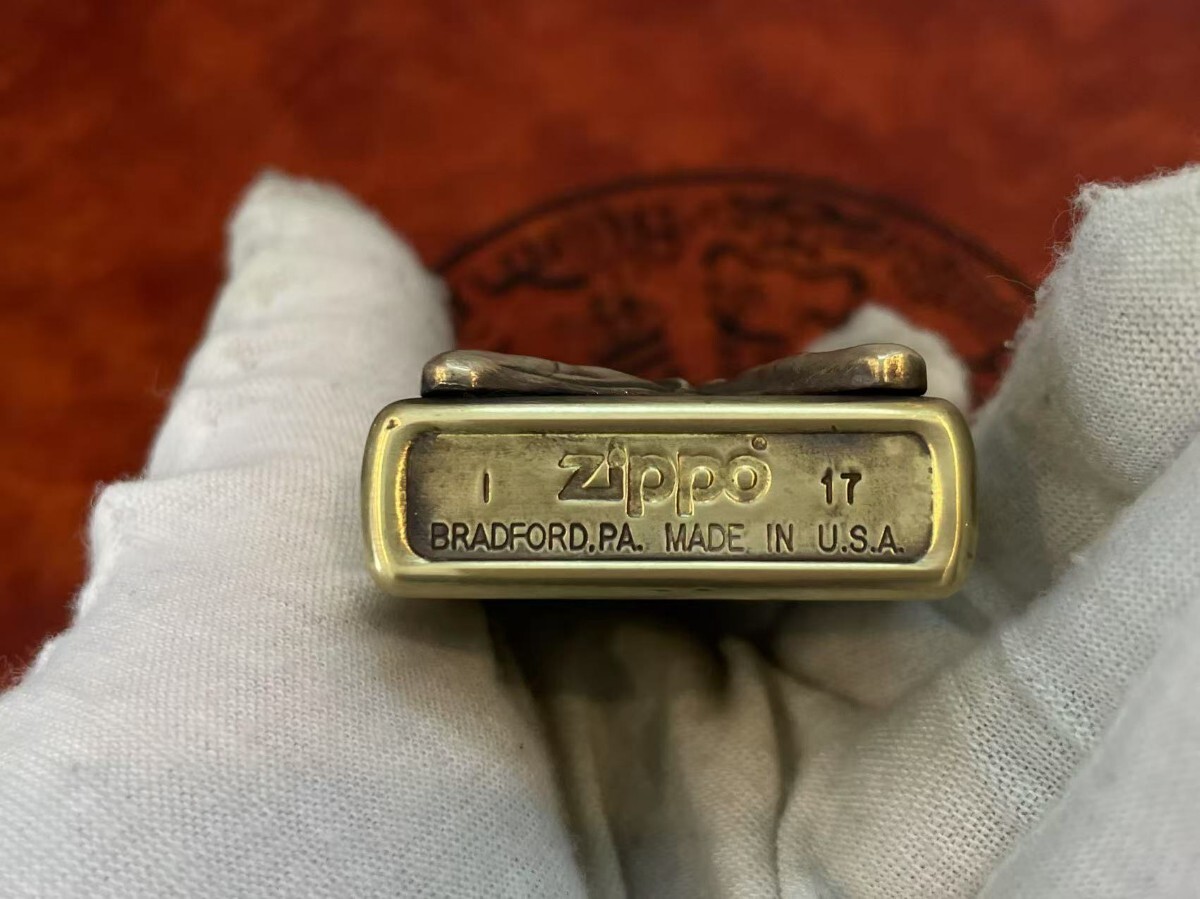 I zippo® 17
BRADFORD,PA. MADE IN U.S.A.